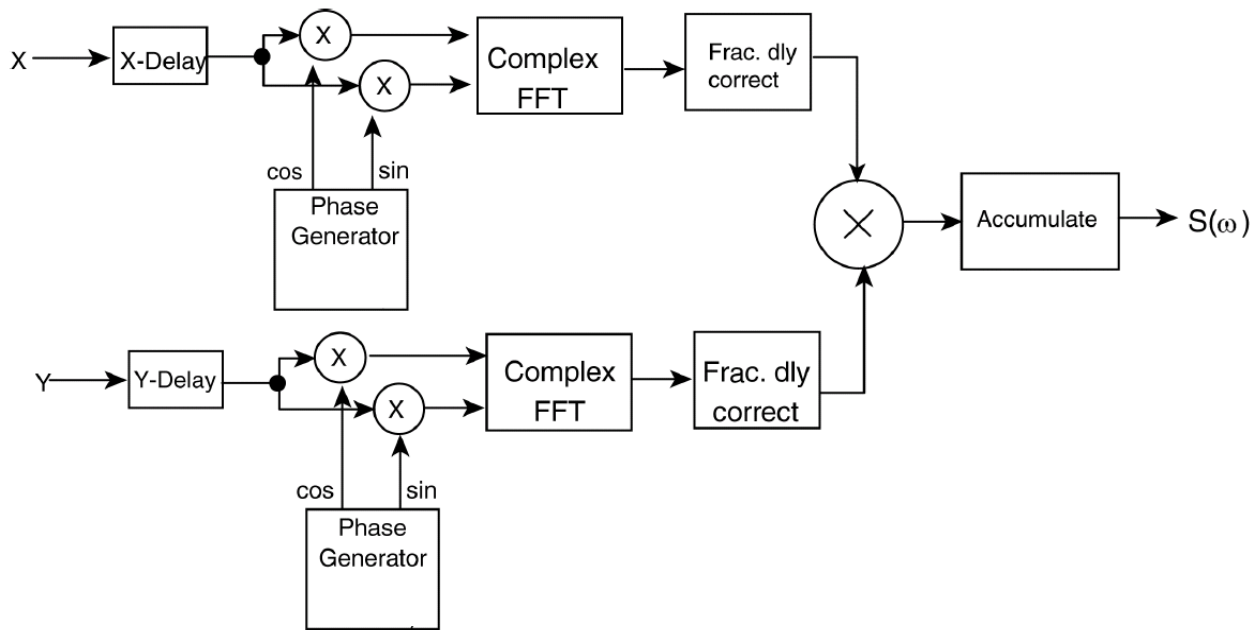 X
X-Delay
X
X
cos
sin
Phase
Generator
Complex
FFT
Frac. dly
correct
X
Accumulate
S(ω)
Y
Y-Delay
X
X
cos
sin
Phase
Generator
Complex
FFT
Frac. dly
correct